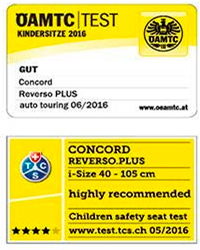 ÖAMTC | TEST
KINDERSITZE 2016
ÖAMTC
GUT
Concord
Reverso PLUS
auto touring 06/2016
www.oeamtc.at
CONCORD
REVERSO.PLUS
i-Size 40 - 105 cm
TCS
highly recommended
Children safety seat test
www.test.tcs.ch 05/2016